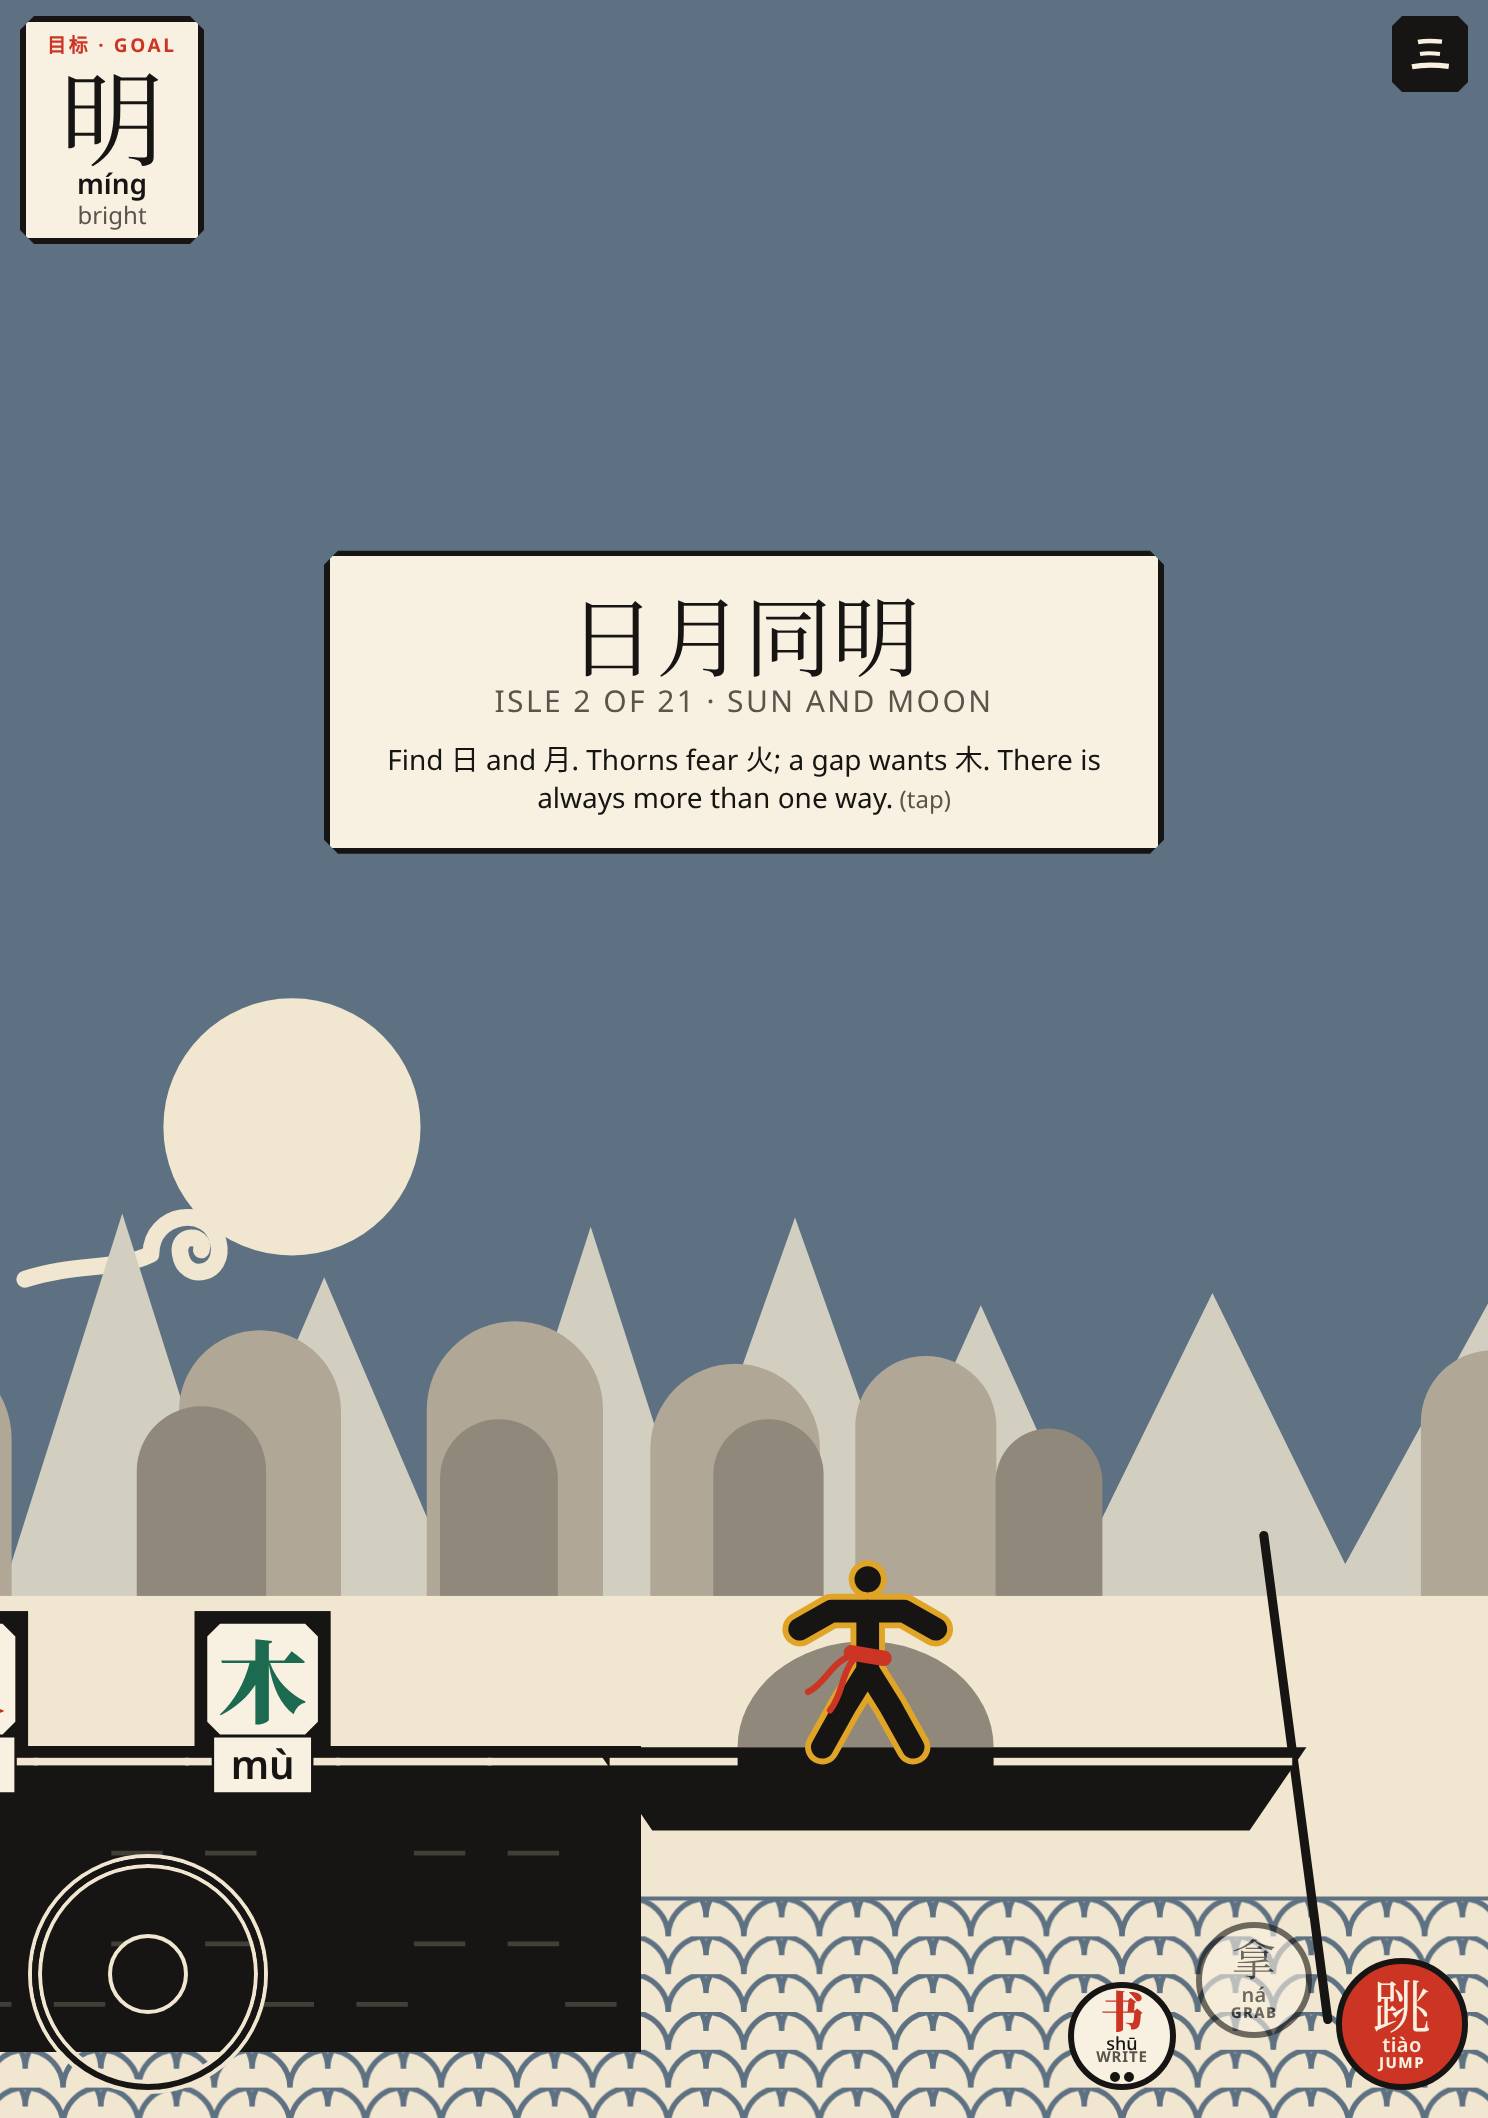 目标 · GOAL
明
míng
bright
三
日月同明
ISLE 2 OF 21 · SUN AND MOON
Find 日 and 月. Thorns fear 火; a gap wants 木. There is
always more than one way. (tap)
木
mù
拿
ná
GRAB
书
shū
WRITE
跳
tiào
JUMP